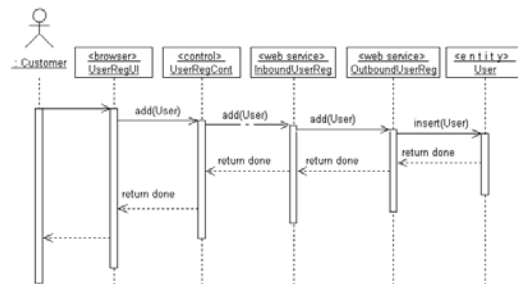 : Customer
<browser>
UserRegUI
<control>
UserRegCont
<web service>
InboundUserReg
<web service>
OutboundUserReg
<e n t i t y>
User
add(User)
add(User)
add(User)
insert(User)
return done
return done
return done
return done